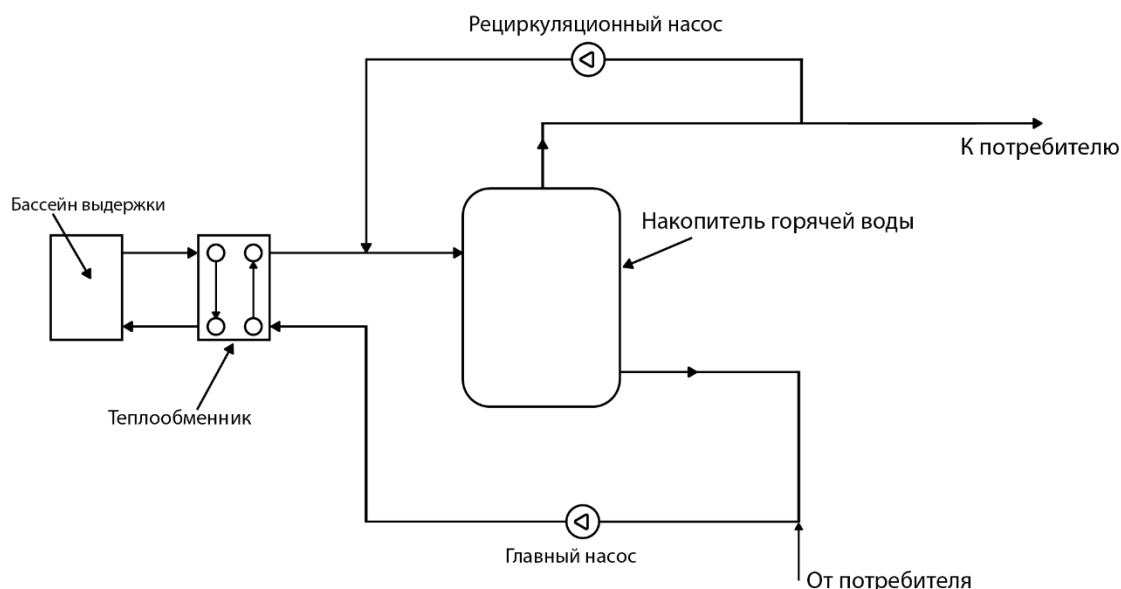 Рециркуляционный насос
К потребителю
Бассейн выдержки
Накопитель горячей воды
Теплообменник
Главный насос
От потребителя